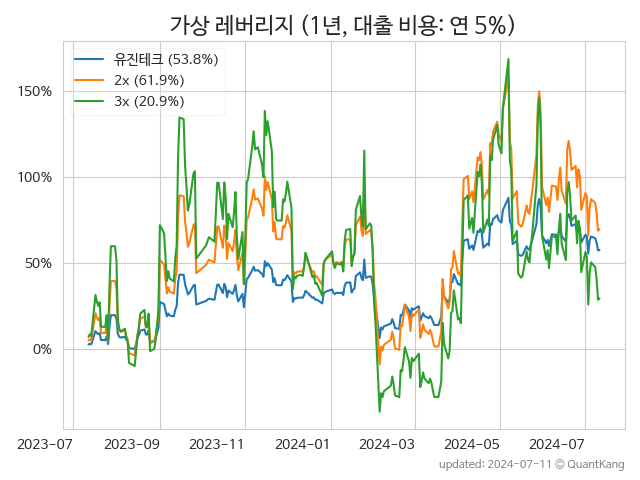 가상 레버리지 (1년, 대출 비용: 연 5%)
유진테크 (53.8%)
2x (61.9%)
3x (20.9%)
150%
100%
50%
0%
2023-07 2023-09 2023-11 2024-01 2024-03 2024-05 2024-07
updated: 2024-07-11 © QuantKang